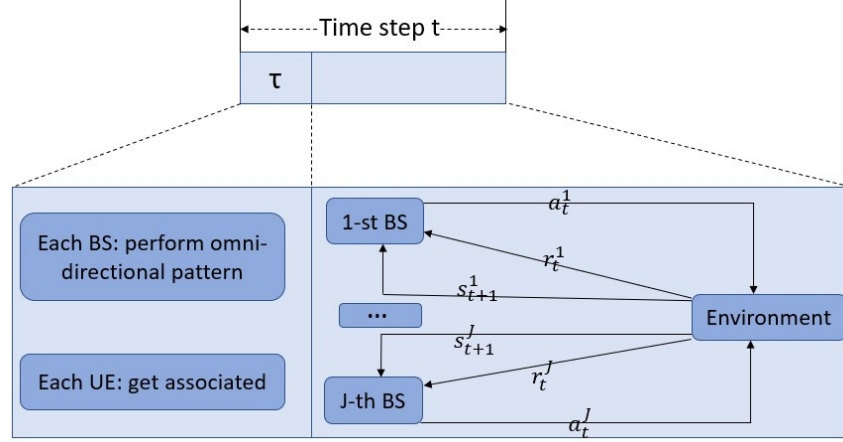 Time step t
τ
Each BS: perform omni-
directional pattern
Each UE: get associated
1-st BS
...
J-th BS
Environment
a_t^1
r_t^1
s_{t+1}^1
s_{t+1}^J
r_t^J
a_t^J